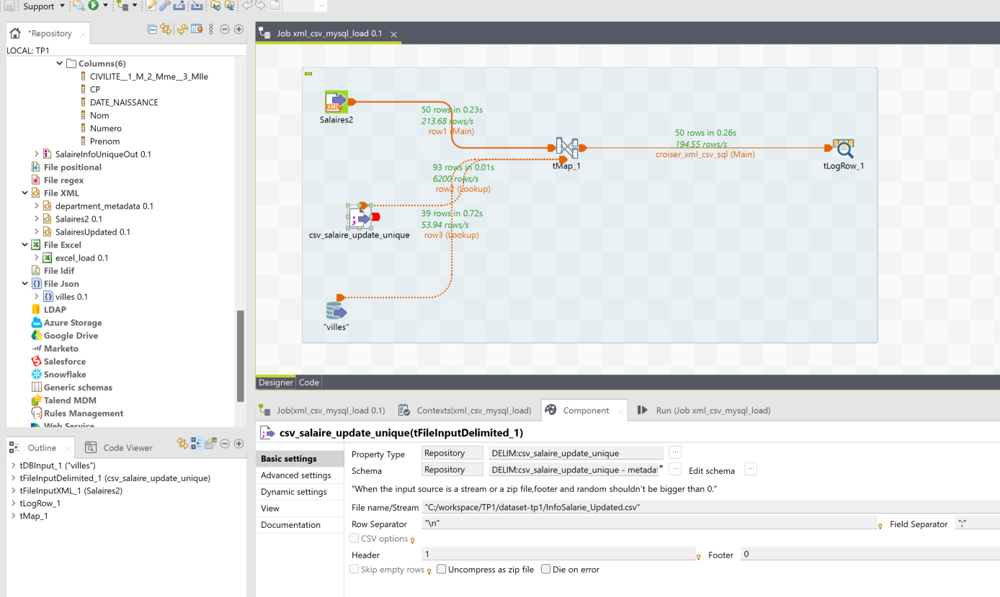 Support
*Repository
LOCAL: TP1
Columns(6)
CIVILITE__1_M_2_Mme__3_Mlle
CP
DATE_NAISSANCE
Nom
Numero
Prenom
SalaireInfoUniqueOut 0.1
File positional
File regex
File XML
department_metadata 0.1
Salaires2 0.1
SalairesUpdated 0.1
File Excel
excel_load 0.1
File ldif
File Json
villes 0.1
LDAP
Azure Storage
Google Drive
Marketo
Salesforce
Snowflake
Generic schemas
Talend MDM
Rules Management
Web Service
Outline
Code Viewer
tDBInput_1 ("villes")
tFileInputDelimited_1 (csv_salaire_update_unique)
tFileInputXML_1 (Salaires2)
tLogRow_1
tMap_1
Job xml_csv_mysql_load 0.1
XML
Salaires2
50 rows in 0.23s
213.68 rows/s
row1 (Main)
tMap_1
50 rows in 0.26s
194.55 rows/s
croiser_xml_csv_sql (Main)
tLogRow_1
93 rows in 0.01s
6200 rows/s
row2 (Lookup)
csv_salaire_update_unique
39 rows in 0.72s
53.94 rows/s
row3 (Lookup)
"villes"
Designer Code
Job(xml_csv_mysql_load 0.1) Contexts(xml_csv_mysql_load) Component Run (Job xml_csv_mysql_load)
csv_salaire_update_unique(tFileInputDelimited_1)
Basic settings
Advanced settings
Dynamic settings
View
Documentation
Property Type Repository DELIM:csv_salaire_update_unique ...
Schema Repository DELIM:csv_salaire_update_unique - metadat * ... Edit schema ...
"When the input source is a stream or a zip file,footer and random shouldn't be bigger than 0."
File name/Stream "C:/workspace/TP1/dataset-tp1/InfoSalarie_Updated.csv"
Row Separator "\n" Field Separator ";"
CSV options
Header 1 Footer 0
Skip empty rows Uncompress as zip file Die on error